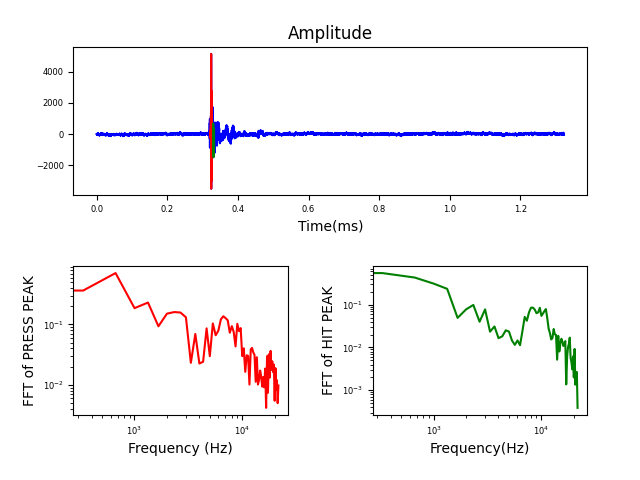 Amplitude
4000
2000
0
−2000
0.0 0.2 0.4 0.6 0.8 1.0 1.2
Time(ms)
FFT of PRESS PEAK
10⁻¹
10⁻²
10³ 10⁴
Frequency (Hz)
FFT of HIT PEAK
10⁻¹
10⁻²
10⁻³
10³ 10⁴
Frequency(Hz)